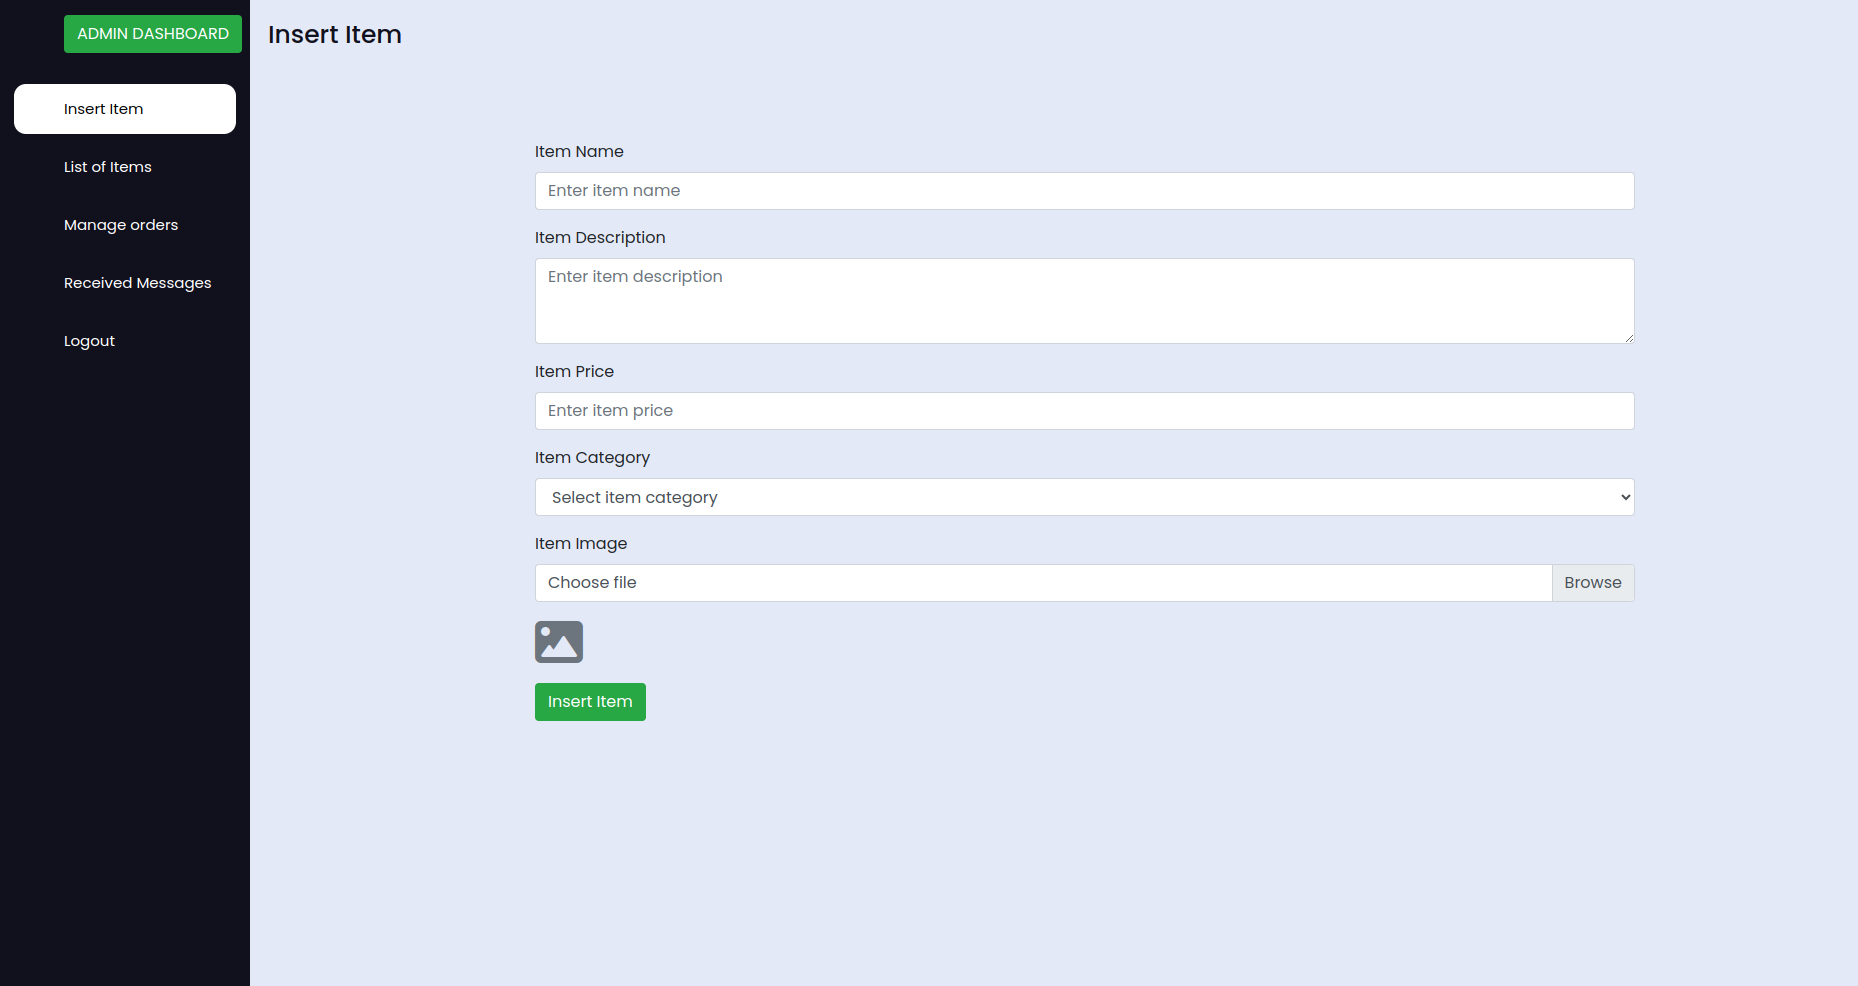 ADMIN DASHBOARD
Insert Item
List of Items
Manage orders
Received Messages
Logout
Insert Item
Item Name
Enter item name
Item Description
Enter item description
Item Price
Enter item price
Item Category
Select item category
Item Image
Choose file
Browse
Insert Item